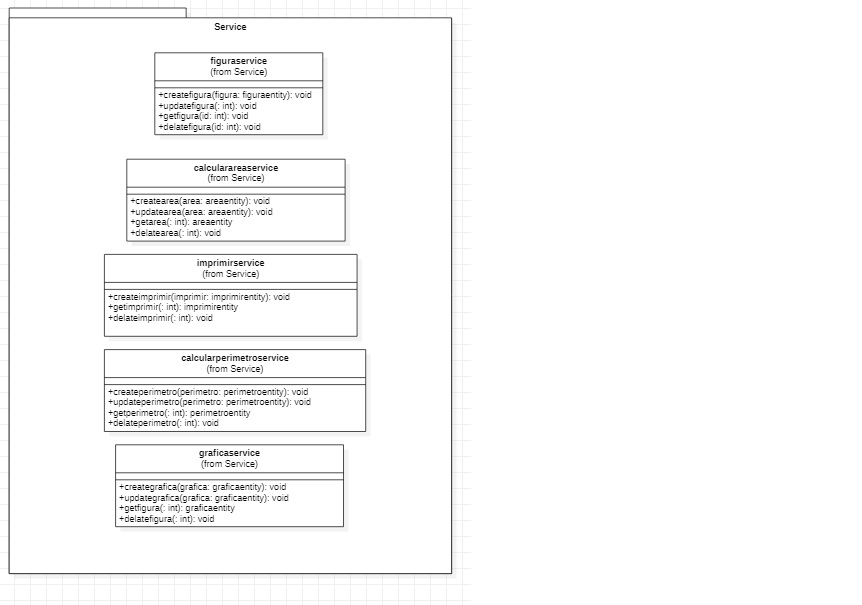 Service
figuraservice
(from Service)
+createfigura(figura: figuraentity): void
+updatefigura(: int): void
+getfigura(id: int): void
+delatefigura(id: int): void
calculareaservice
(from Service)
+createarea(area: areaentity): void
+updatearea(area: areaentity): void
+getarea(: int): areaentity
+delatearea(: int): void
imprimirservice
(from Service)
+createimprimir(imprimir: imprimirentity): void
+getimprimir(: int): imprimirentity
+delateimprimir(: int): void
calcularperimetroservice
(from Service)
+createperimetro(perimetro: perimetroentity): void
+updateperimetro(perimetro: perimetroentity): void
+getperimetro(: int): perimetroentity
+delateperimetro(: int): void
graficaservice
(from Service)
+creategrafica(grafica: graficaentity): void
+updategrafica(grafica: graficaentity): void
+getfigura(: int): graficaentity
+delatefigura(: int): void